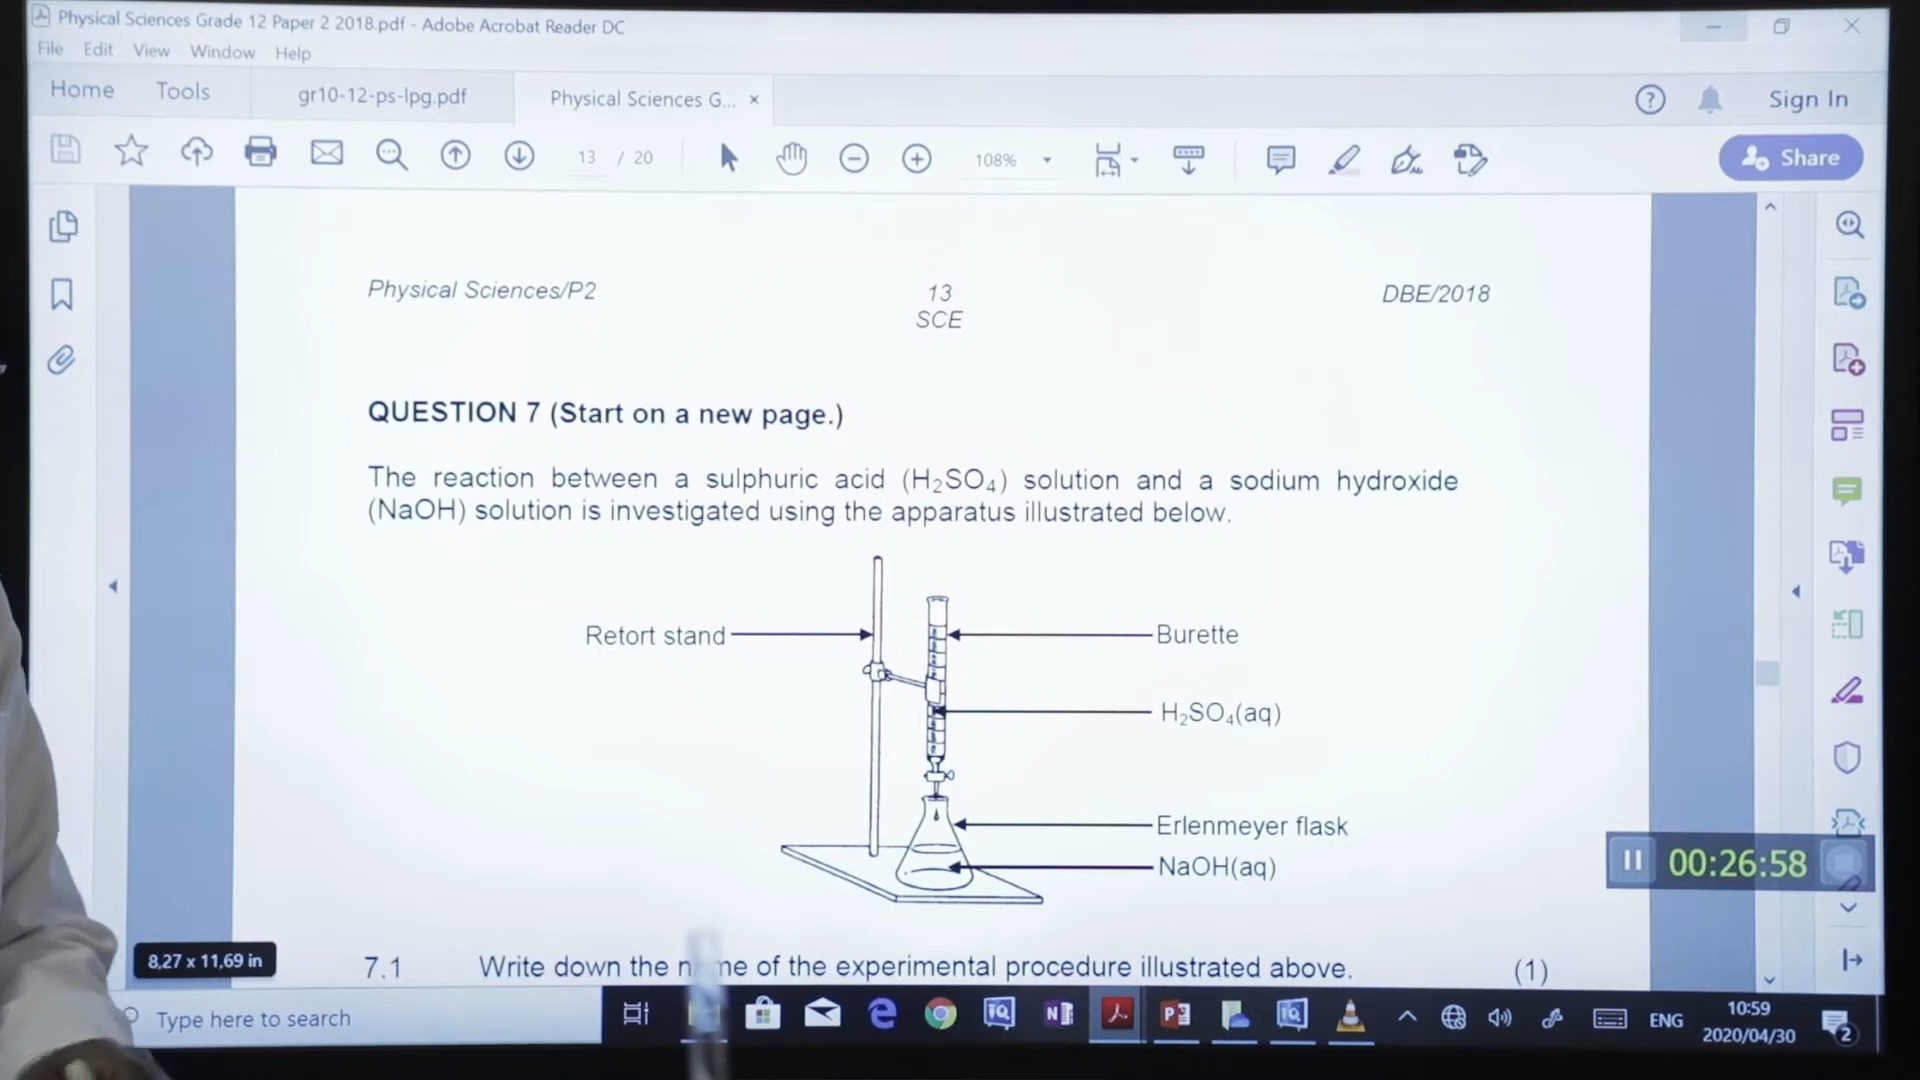 Physical Sciences Grade 12 Paper 2 2018.pdf - Adobe Acrobat Reader DC
File Edit View Window Help
Home Tools gr10-12-ps-lpg.pdf Physical Sciences G... × ? Sign In
13 / 20 108% Share
Physical Sciences/P2 13 DBE/2018
SCE
QUESTION 7 (Start on a new page.)
The reaction between a sulphuric acid (H₂SO₄) solution and a sodium hydroxide
(NaOH) solution is investigated using the apparatus illustrated below.
Retort stand Burette
H₂SO₄(aq)
Erlenmeyer flask
NaOH(aq)
00:26:58
8,27 x 11,69 in
7.1 Write down the name of the experimental procedure illustrated above. (1)
Type here to search
ENG 10:59
2020/04/30 2